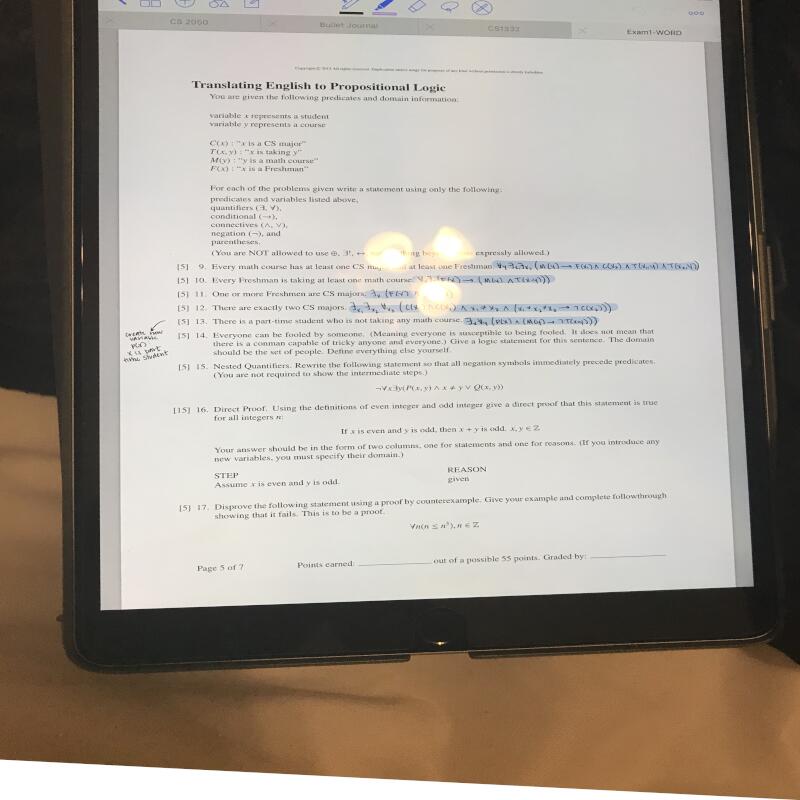 CS 2050
Bullet Journal
CS1332
Exam1-WORD
Translating English to Propositional Logic
You are given the following predicates and domain information:
variable x represents a student
variable y represents a course
C(x) : "x is a CS major"
T(x, y) : "x is taking y"
M(y) : "y is a math course"
F(x) : "x is a Freshman"
For each of the problems given write a statement using only the following:
predicates and variables listed above,
quantifiers (∃, ∀),
conditional (→),
connectives (∧, ∨),
negation (¬), and
parentheses.
(You are NOT allowed to use ⊕, ∃!, ↔, expressly allowed.)
[5] 9. Every math course has at least one CS at least one Freshman.
[5] 10. Every Freshman is taking at least one math course
[5] 11. One or more Freshmen are CS majors.
[5] 12. There are exactly two CS majors.
[5] 13. There is a part-time student who is not taking any math course.
create new
variable
P(x)
x is part
time student
[5] 14. Everyone can be fooled by someone. (Meaning everyone is susceptible to being fooled. It does not mean that
there is a conman capable of tricky anyone and everyone.) Give a logic statement for this sentence. The domain
should be the set of people. Define everything else yourself.
[5] 15. Nested Quantifiers. Rewrite the following statement so that all negation symbols immediately precede predicates.
(You are not required to show the intermediate steps.)
¬∀x∃y(P(x, y) ∧ x ≠ y ∨ Q(x, y))
[15] 16. Direct Proof. Using the definitions of even integer and odd integer give a direct proof that this statement is true
for all integers n:
If x is even and y is odd, then x + y is odd. x, y ∈ ℤ
Your answer should be in the form of two columns, one for statements and one for reasons. (If you introduce any
new variables, you must specify their domain.)
STEP REASON
Assume x is even and y is odd. given
[5] 17. Disprove the following statement using a proof by counterexample. Give your example and complete followthrough
showing that it fails. This is to be a proof.
Page 5 of 7 Points earned: out of a possible 55 points. Graded by: